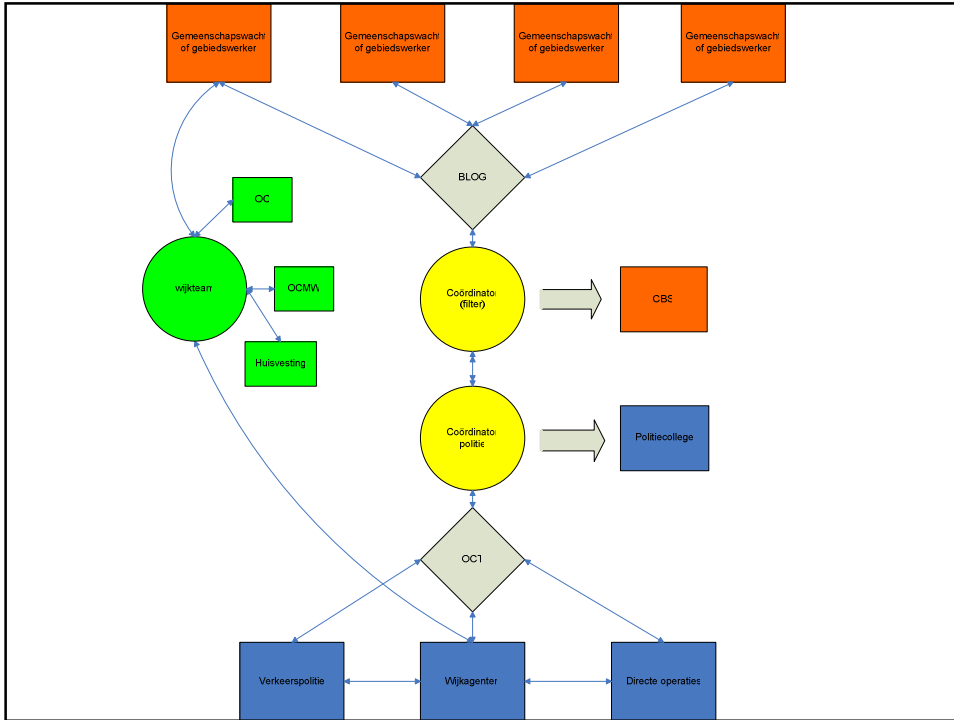 Gemeenschapswacht
of gebiedswerker
Gemeenschapswacht
of gebiedswerker
Gemeenschapswacht
of gebiedswerker
Gemeenschapswacht
of gebiedswerker
BLOG
OC
wijkteam
OCMW
Huisvesting
Coördinator
(filter)
CBS
Coördinator
politie
Politiecollege
OCT
Verkeerspolitie
Wijkagenten
Directe operaties